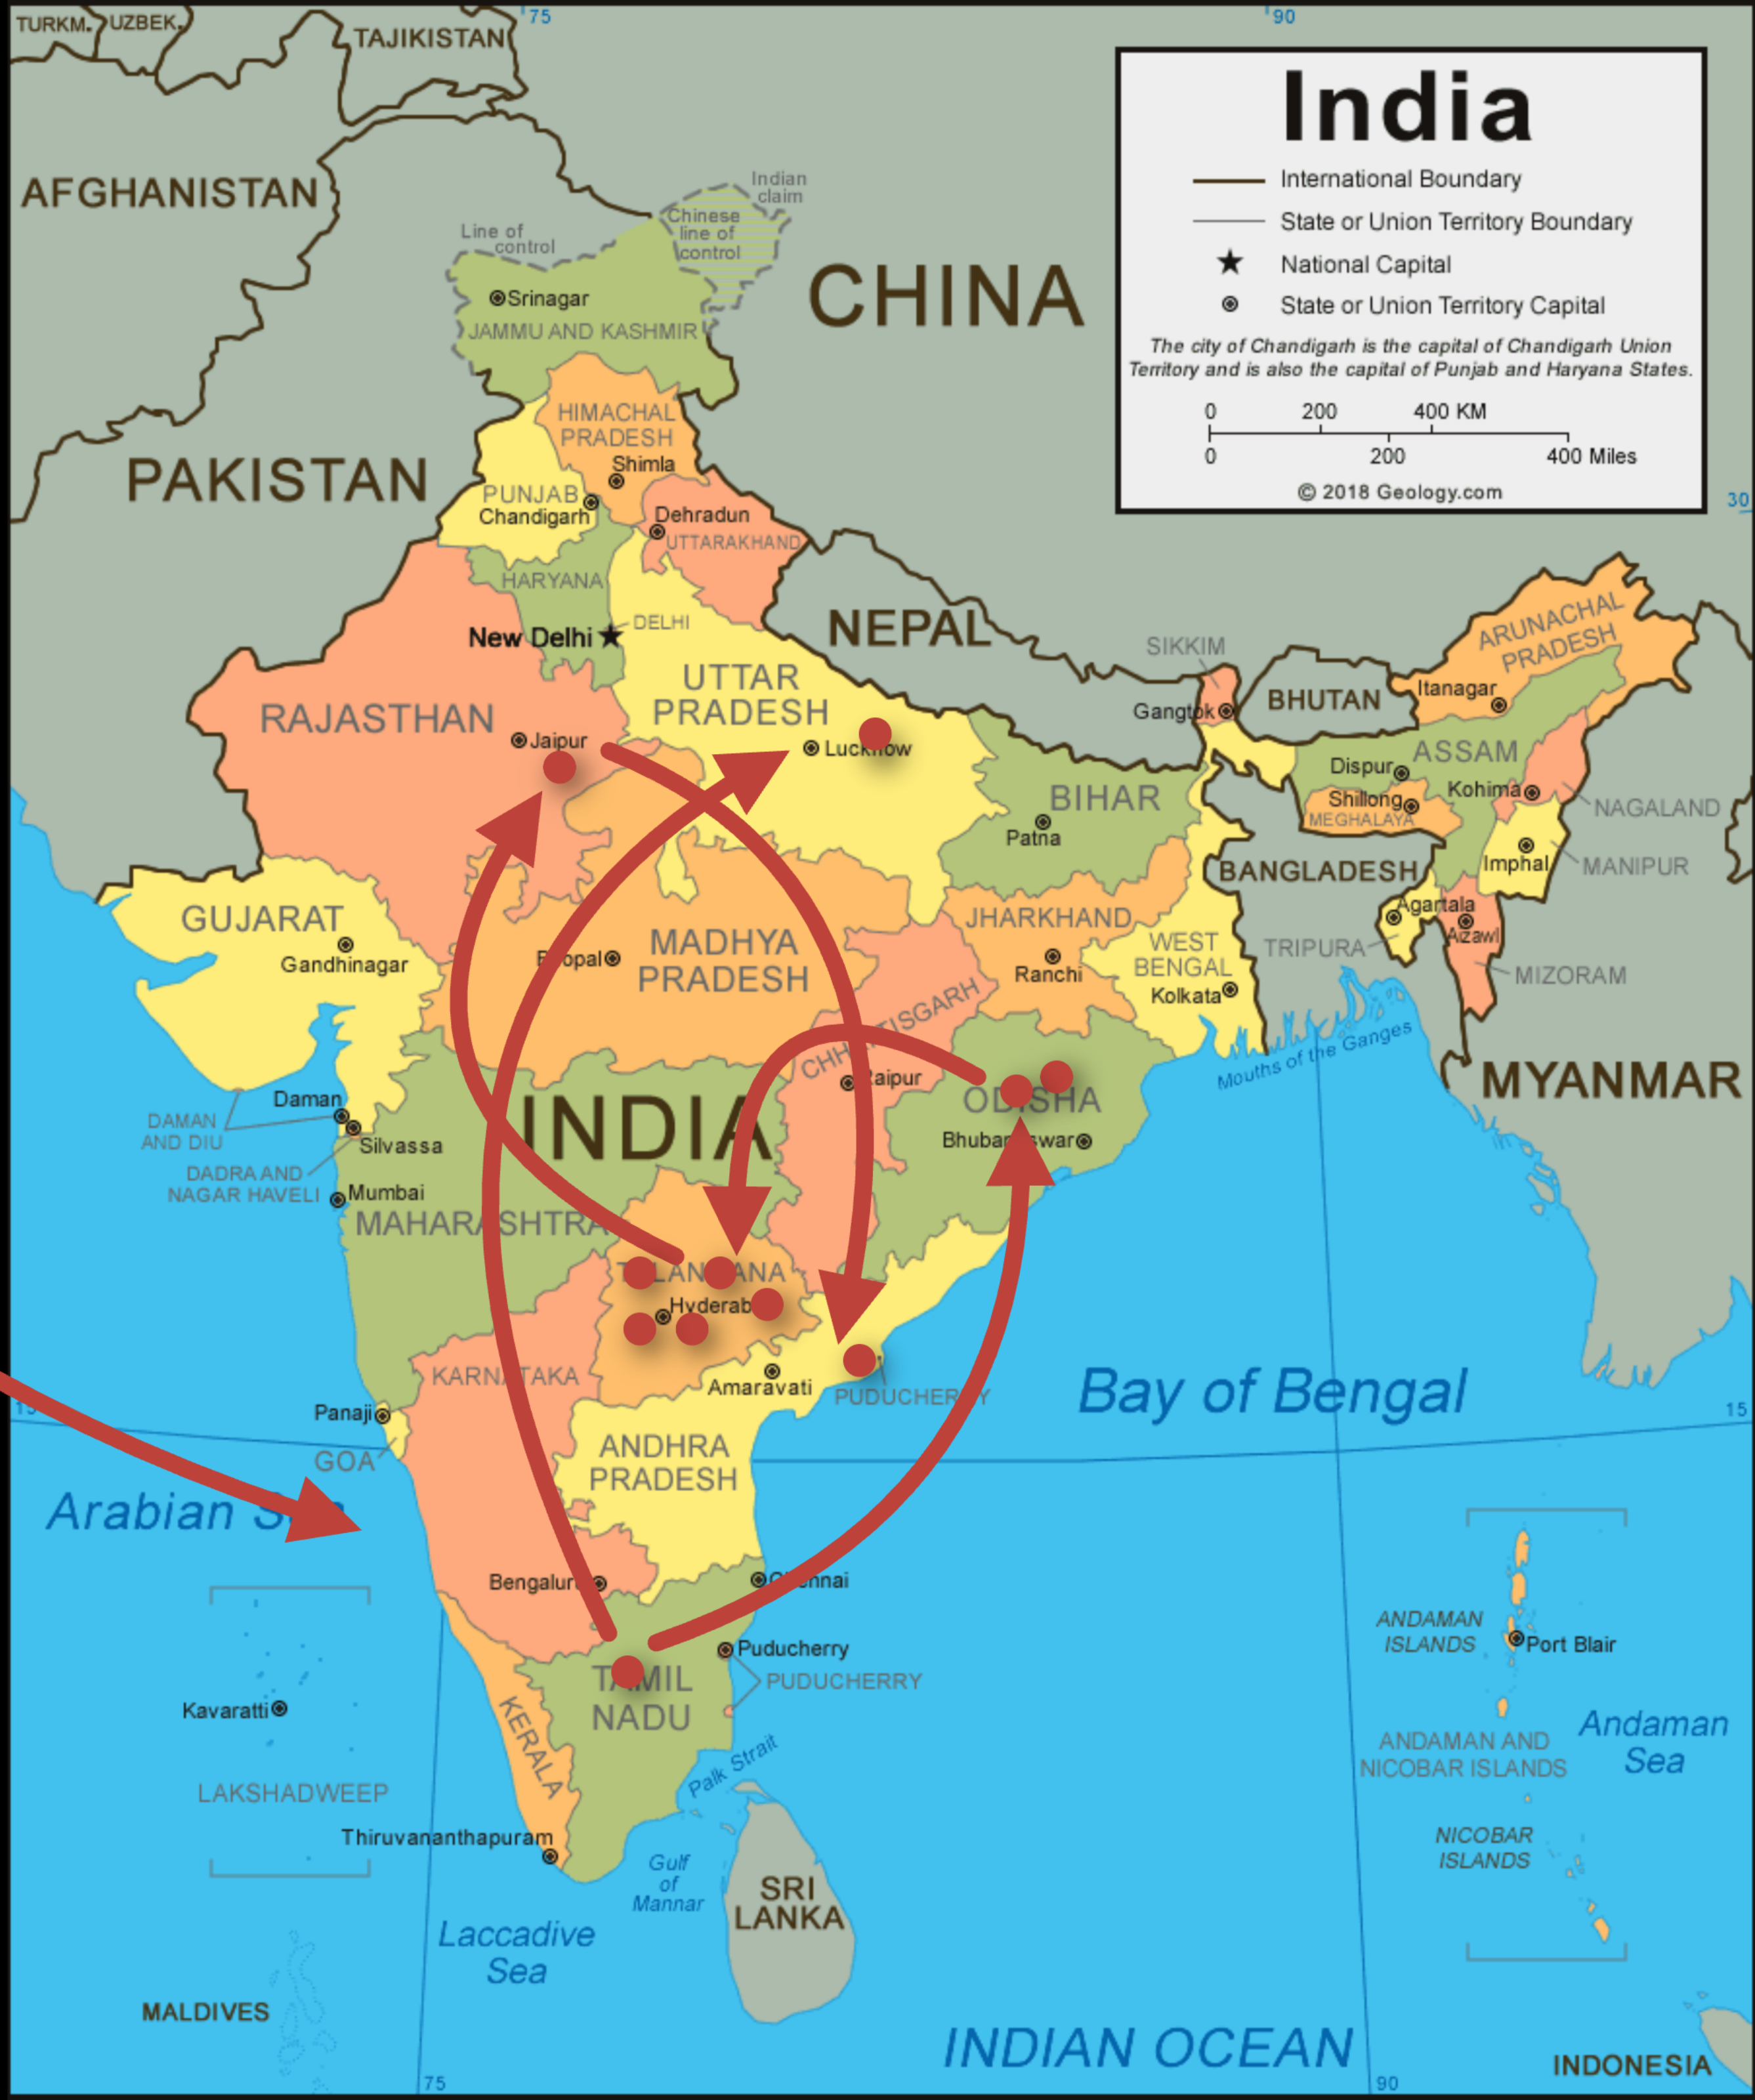 TURKM.
UZBEK.
TAJIKISTAN
75
90
India
International Boundary
State or Union Territory Boundary
National Capital
State or Union Territory Capital
The city of Chandigarh is the capital of Chandigarh Union
Territory and is also the capital of Punjab and Haryana States.
0 200 400 KM
0 200 400 Miles
© 2018 Geology.com
AFGHANISTAN
Indian
claim
Chinese
line of
control
Line of
control
CHINA
Srinagar
JAMMU AND KASHMIR
HIMACHAL
PRADESH
Shimla
PAKISTAN
PUNJAB
Chandigarh
Dehradun
UTTARAKHAND
30
HARYANA
DELHI
New Delhi
NEPAL
SIKKIM
Gangtok
BHUTAN
ARUNACHAL
PRADESH
Itanagar
UTTAR
PRADESH
RAJASTHAN
Jaipur
Lucknow
ASSAM
Dispur
BIHAR
Patna
Shillong
MEGHALAYA
Kohima
NAGALAND
BANGLADESH
Imphal
MANIPUR
GUJARAT
Gandhinagar
MADHYA
PRADESH
JHARKHAND
Ranchi
WEST
BENGAL
Kolkata
Agartala
TRIPURA
Aizawl
MIZORAM
Mouths of the Ganges
MYANMAR
Raipur
ODISHA
Daman
DAMAN
AND DIU
Silvassa
DADRA AND
NAGAR HAVELI
INDIA
Mumbai
MAHARASHTRA
KARNATAKA
Amaravati
PUDUCHERRY
Bay of Bengal
15
Panaji
GOA
ANDHRA
PRADESH
Arabian
Bengaluru
Puducherry
PUDUCHERRY
TAMIL
NADU
KERALA
Kavaratti
LAKSHADWEEP
Palk Strait
Thiruvananthapuram
Gulf
of
Mannar
SRI
LANKA
ANDAMAN
ISLANDS
Port Blair
ANDAMAN AND
NICOBAR ISLANDS
Andaman
Sea
NICOBAR
ISLANDS
Laccadive
Sea
MALDIVES
INDIAN OCEAN
INDONESIA
75
90